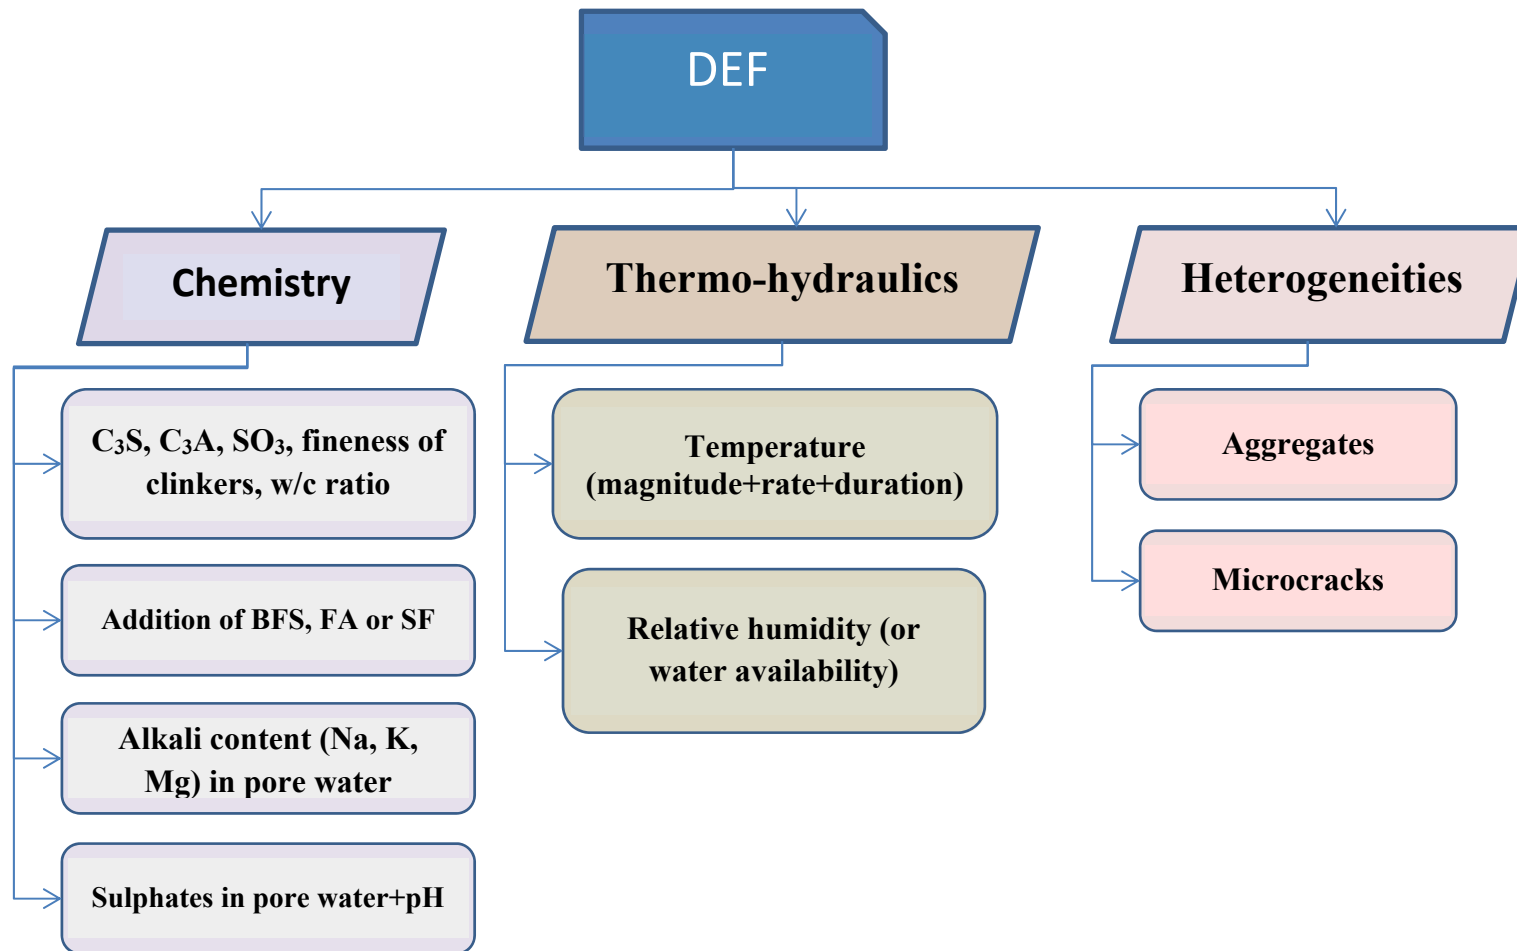 DEF
Chemistry
Thermo-hydraulics
Heterogeneities
C₃S, C₃A, SO₃, fineness of
clinkers, w/c ratio
Addition of BFS, FA or SF
Alkali content (Na, K,
Mg) in pore water
Sulphates in pore water+pH
Temperature
(magnitude+rate+duration)
Relative humidity (or
water availability)
Aggregates
Microcracks